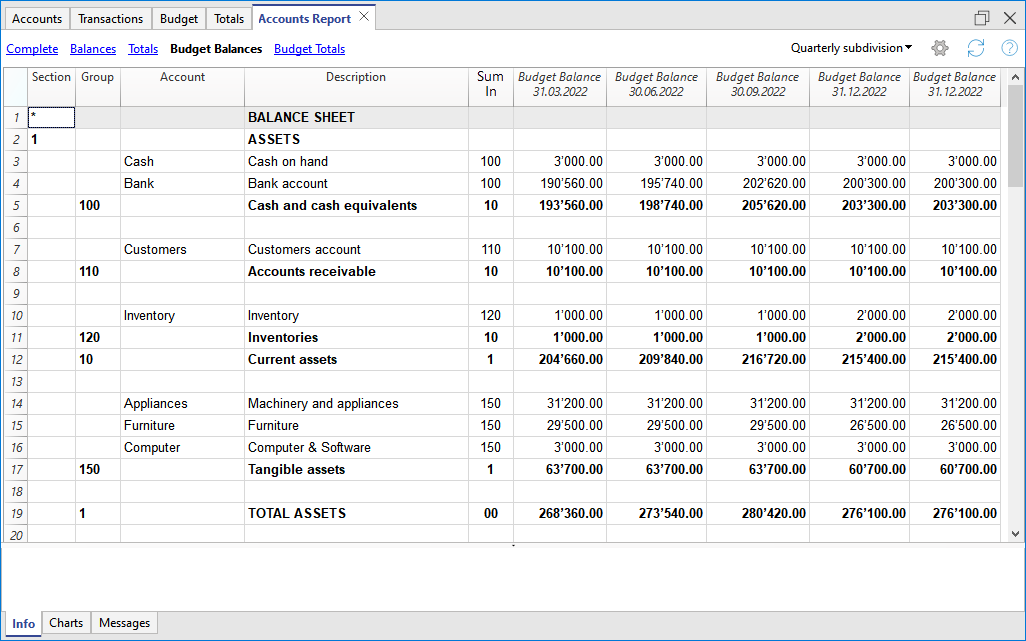 Accounts Transactions Budget Totals Accounts Report
Complete Balances Totals Budget Balances Budget Totals Quarterly subdivision ?
Section Group Account Description Sum In Budget Balance 31.03.2022 Budget Balance 30.06.2022 Budget Balance 30.09.2022 Budget Balance 31.12.2022 Budget Balance 31.12.2022
1 * BALANCE SHEET
2 1 ASSETS
3 Cash Cash on hand 100 3'000.00 3'000.00 3'000.00 3'000.00 3'000.00
4 Bank Bank account 100 190'560.00 195'740.00 202'620.00 200'300.00 200'300.00
5 100 Cash and cash equivalents 10 193'560.00 198'740.00 205'620.00 203'300.00 203'300.00
6
7 Customers Customers account 110 10'100.00 10'100.00 10'100.00 10'100.00 10'100.00
8 110 Accounts receivable 10 10'100.00 10'100.00 10'100.00 10'100.00 10'100.00
9
10 Inventory Inventory 120 1'000.00 1'000.00 1'000.00 2'000.00 2'000.00
11 120 Inventories 10 1'000.00 1'000.00 1'000.00 2'000.00 2'000.00
12 10 Current assets 1 204'660.00 209'840.00 216'720.00 215'400.00 215'400.00
13
14 Appliances Machinery and appliances 150 31'200.00 31'200.00 31'200.00 31'200.00 31'200.00
15 Furniture Furniture 150 29'500.00 29'500.00 29'500.00 26'500.00 26'500.00
16 Computer Computer & Software 150 3'000.00 3'000.00 3'000.00 3'000.00 3'000.00
17 150 Tangible assets 1 63'700.00 63'700.00 63'700.00 60'700.00 60'700.00
18
19 1 TOTAL ASSETS 00 268'360.00 273'540.00 280'420.00 276'100.00 276'100.00
20
Info Charts Messages